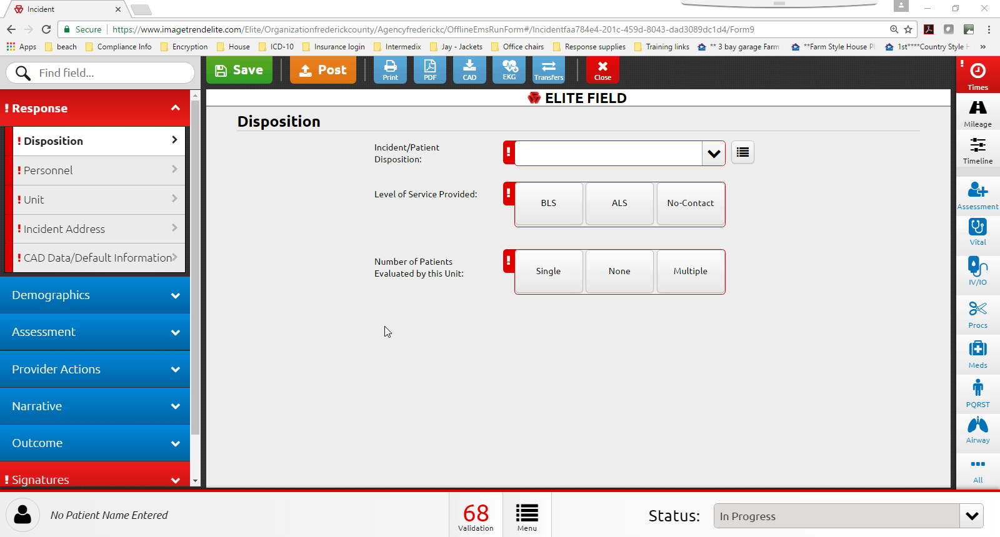 Incident
Secure
https://www.imagetrendelite.com/Elite/Organizationfrederickcounty/Agencyfrederickc/OfflineEmsRunForm#/Incidentfaa784e4-201c-459d-8043-dad3089dc1d4/Form9
Apps beach Compliance Info Encryption House ICD-10 Insurance login Intermedix Jay - Jackets Office chairs Response supplies Training links ** 3 bay garage Farm **Farm Style House Pl 1st****Country Style H »
Find field...
Save Post Print PDF CAD EKG Transfers Close
ELITE FIELD
! Response
! Disposition
! Personnel
! Unit
! Incident Address
! CAD Data/Default Information
Demographics
Assessment
Provider Actions
Narrative
Outcome
! Signatures
Disposition
Incident/Patient
Disposition:
!
Level of Service Provided:
! BLS ALS No-Contact
Number of Patients
Evaluated by this Unit:
! Single None Multiple
! Times
Mileage
Timeline
Assessment
Vital
IV/IO
Procs
Meds
PQRST
Airway
All
No Patient Name Entered
68
Validation
Menu
Status: In Progress